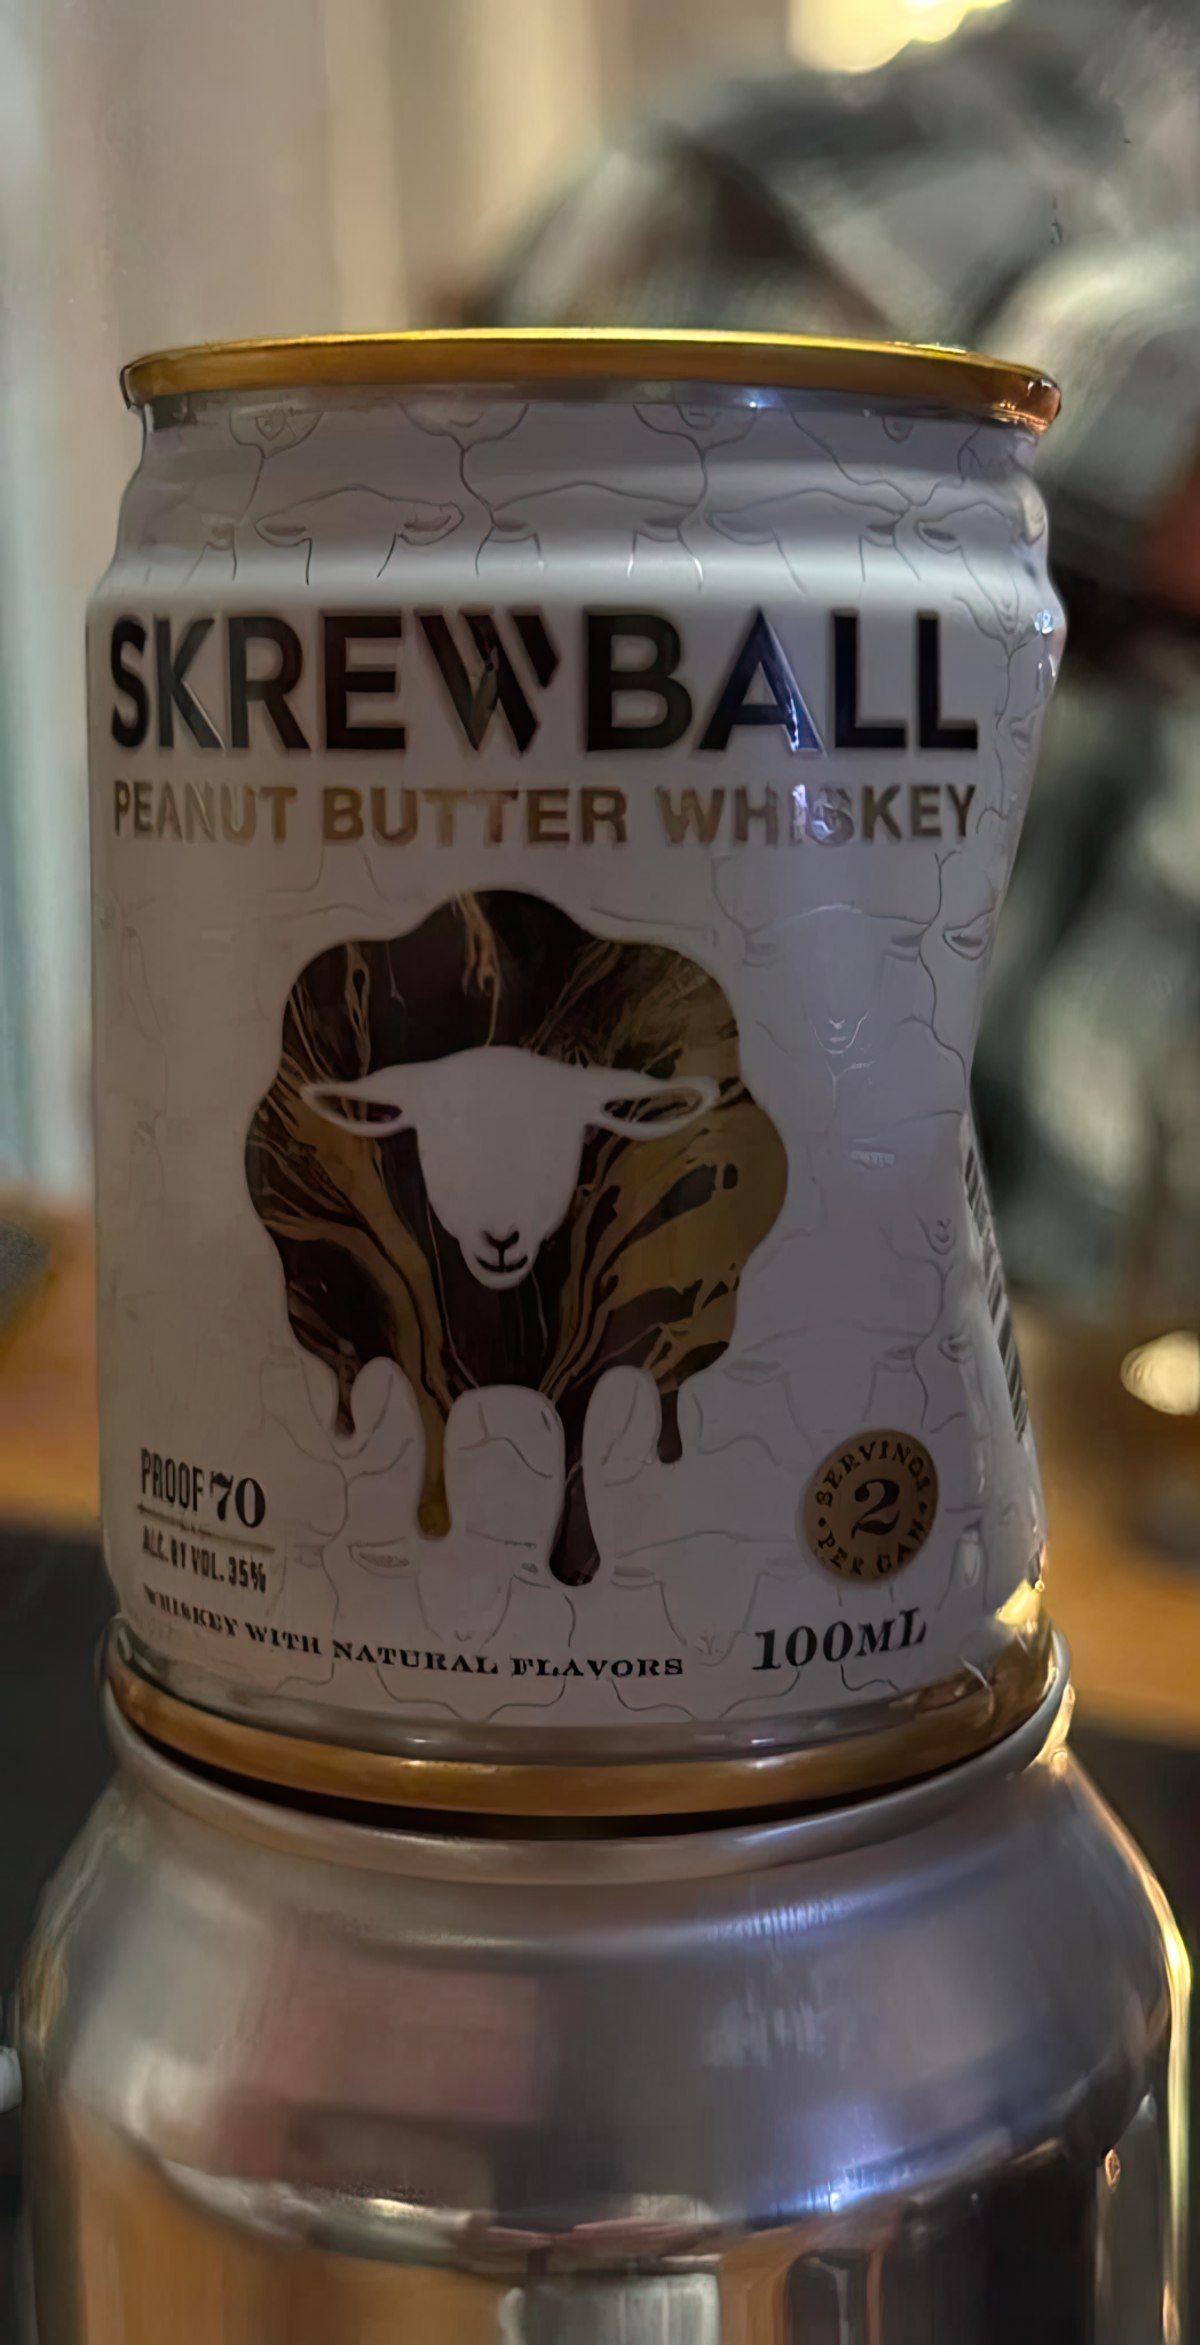 SKREWBALL
PEANUT BUTTER WHISKEY
PROOF 70
ALC. BY VOL. 35%
WHISKEY WITH NATURAL FLAVORS
SERVINGS
2
PER CAN
100ML